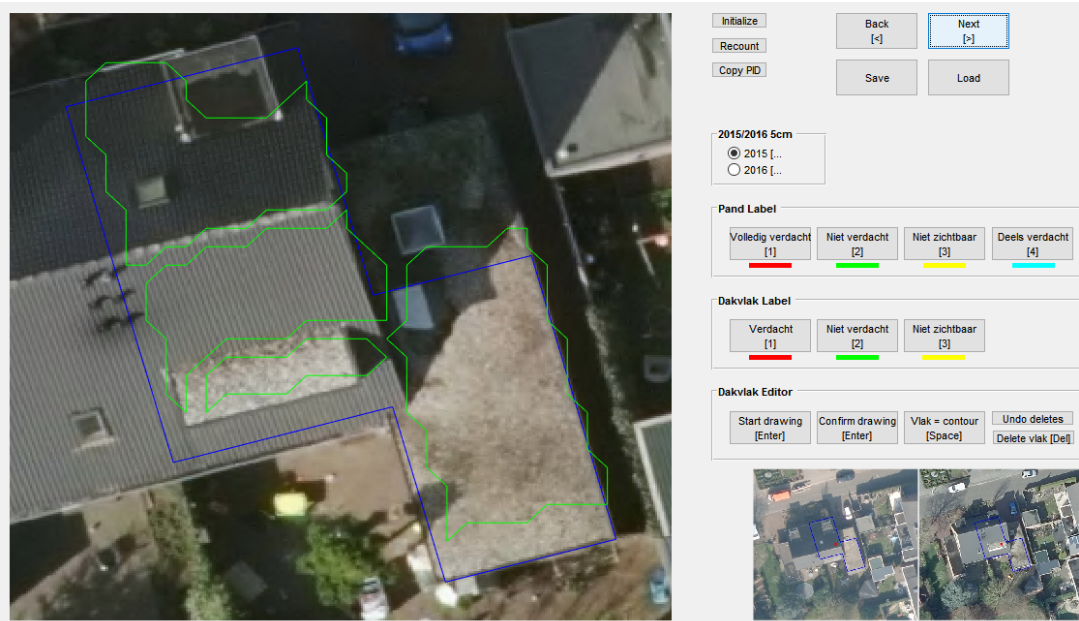 Initialize
Recount
Copy PID
Back
[<]
Next
[>]
Save
Load
2015/2016 5cm
2015 [...
2016 [...
Pand Label
Volledig verdacht
[1]
Niet verdacht
[2]
Niet zichtbaar
[3]
Deels verdacht
[4]
Dakvlak Label
Verdacht
[1]
Niet verdacht
[2]
Niet zichtbaar
[3]
Dakvlak Editor
Start drawing
[Enter]
Confirm drawing
[Enter]
Vlak = contour
[Space]
Undo deletes
Delete vlak [Del]